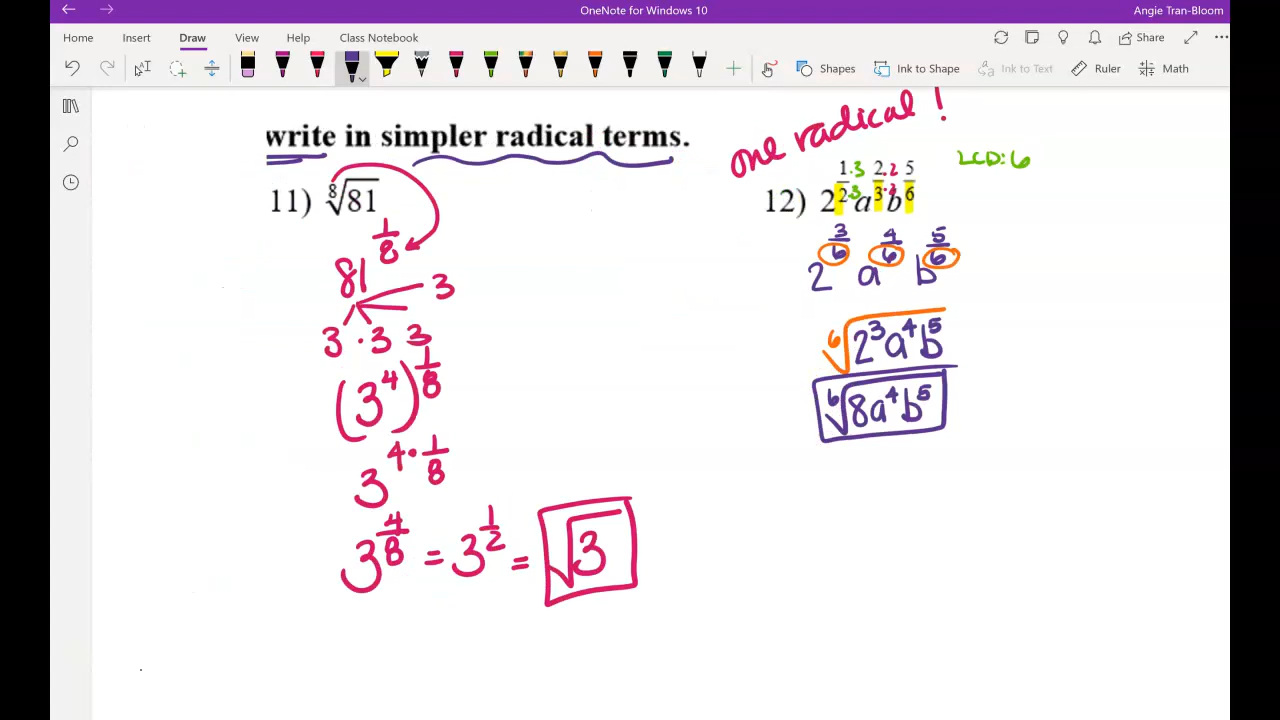 OneNote for Windows 10
Angie Tran-Bloom
Home Insert Draw View Help Class Notebook
Share
Shapes Ink to Shape Ink to Text Ruler Math
one radical !
write in simpler radical terms.
11) ⁸√81
81^(1/8)
3
3 · 3 3
(3⁴)^(1/8)
3^(4·1/8)
3^(4/8) = 3^(1/2) = √3
LCD: 6
12) 2^(1·3/2·3) a^(2·2/3·2) b^(5/6)
2^(3/6) a^(4/6) b^(5/6)
⁶√2³a⁴b⁵
⁶√8a⁴b⁵